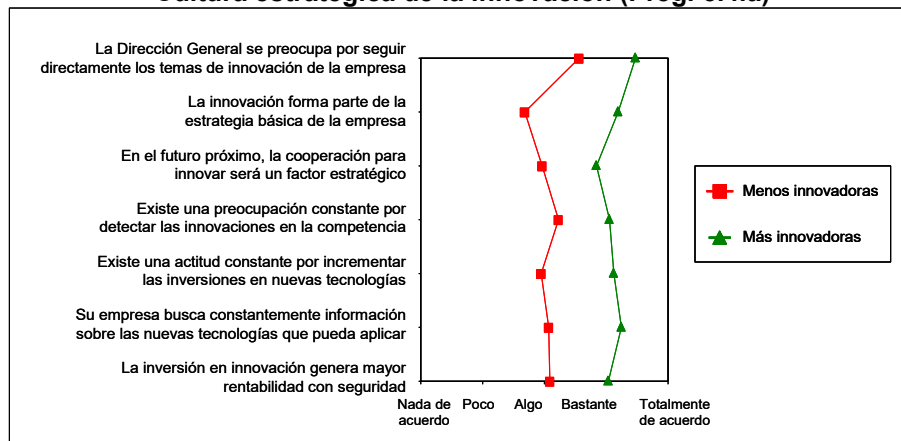 La Dirección General se preocupa por seguir
directamente los temas de innovación de la empresa
La innovación forma parte de la
estrategia básica de la empresa
En el futuro próximo, la cooperación para
innovar será un factor estratégico
Existe una preocupación constante por
detectar las innovaciones en la competencia
Existe una actitud constante por incrementar
las inversiones en nuevas tecnologías
Su empresa busca constantemente información
sobre las nuevas tecnologías que pueda aplicar
La inversión en innovación genera mayor
rentabilidad con seguridad
Nada de acuerdo
Poco
Algo
Bastante
Totalmente de acuerdo
Menos innovadoras
Más innovadoras